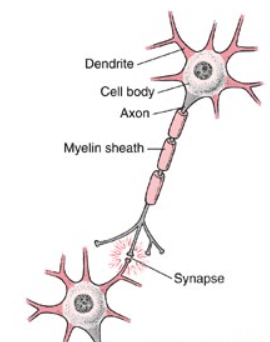 Dendrite
Cell body
Axon
Myelin sheath
Synapse